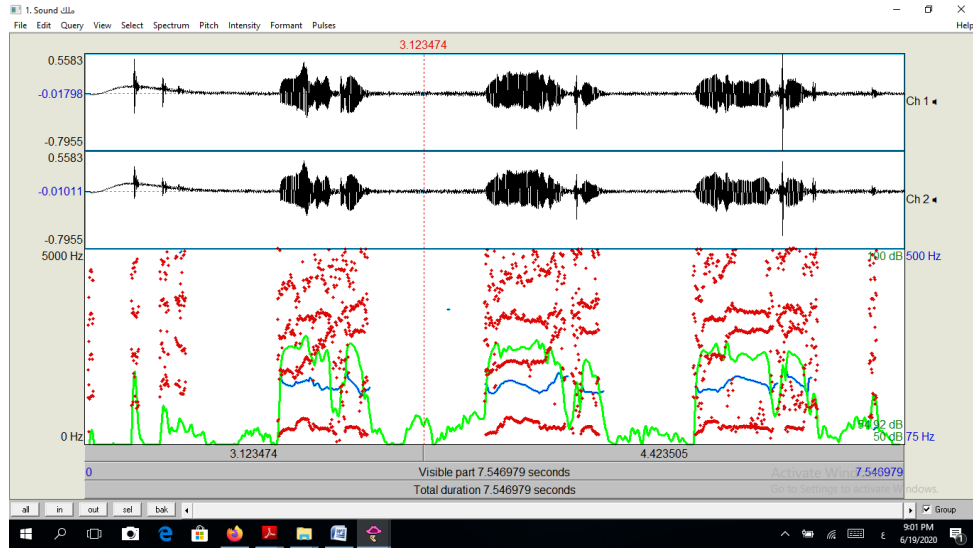 1. Sound ملك
File Edit Query View Select Spectrum Pitch Intensity Formant Pulses Help
3.123474
0.5583
-0.01798
-0.7955
Ch 1
0.5583
-0.01011
-0.7955
Ch 2
5000 Hz
100 dB 500 Hz
0 Hz
54.92 dB
50 dB 75 Hz
3.123474 4.423505
0 Visible part 7.546979 seconds 7.546979
Total duration 7.546979 seconds
Activate Windows
Go to Settings to activate Windows.
all in out sel bak Group
9:01 PM
6/19/2020